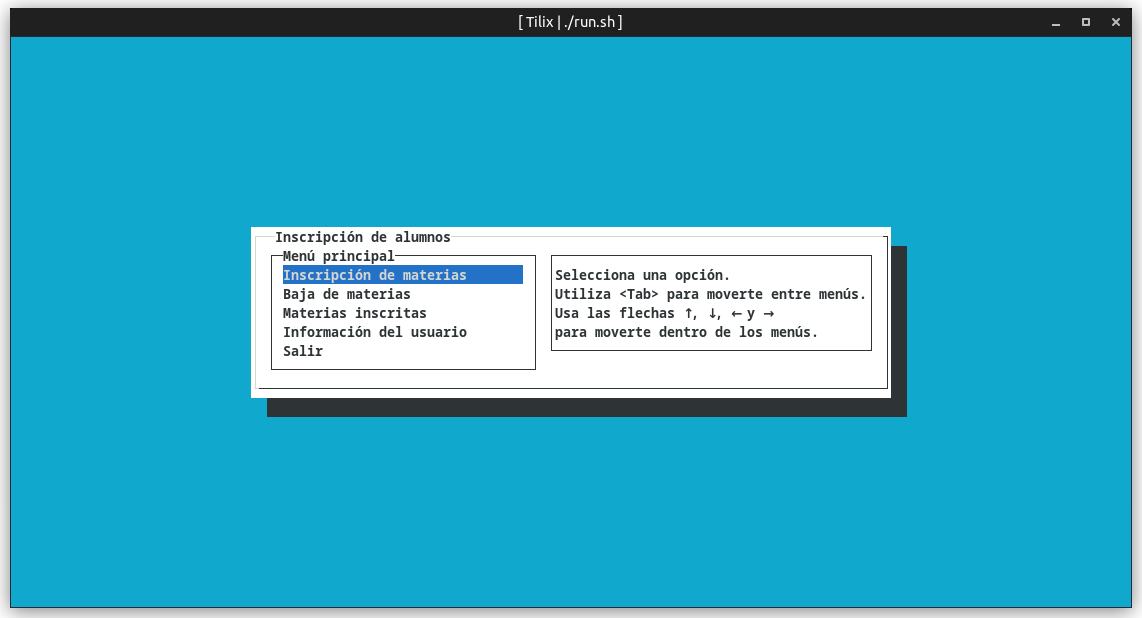 [ Tilix | ./run.sh ]
Inscripción de alumnos
Menú principal
Inscripción de materias
Baja de materias
Materias inscritas
Información del usuario
Salir
Selecciona una opción.
Utiliza <Tab> para moverte entre menús.
Usa las flechas ↑, ↓, ← y →
para moverte dentro de los menús.